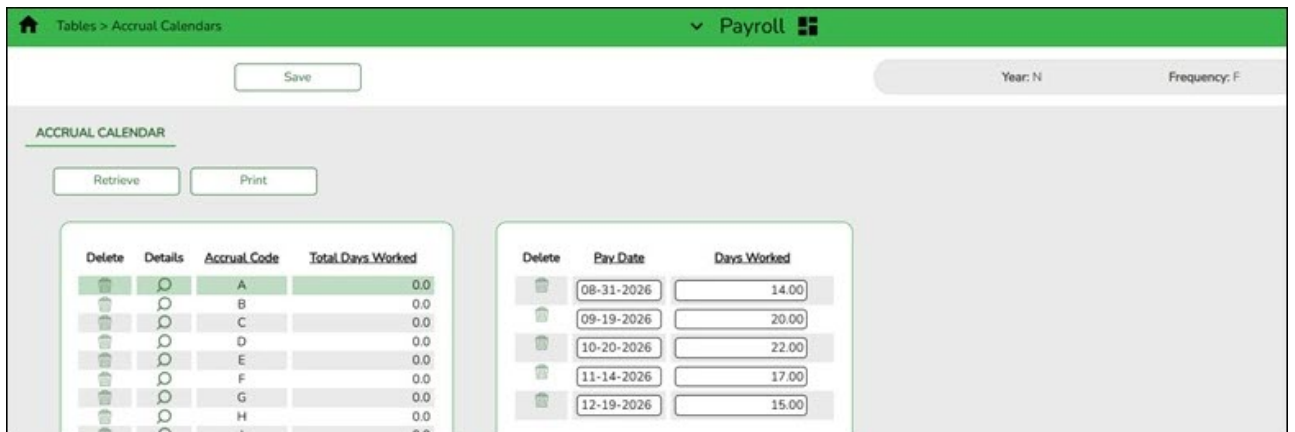 Tables > Accrual Calendars
Payroll
Save
Year: N
Frequency: F
ACCRUAL CALENDAR
Retrieve
Print
Delete Details Accrual Code Total Days Worked
A 0.0
B 0.0
C 0.0
D 0.0
E 0.0
F 0.0
G 0.0
H 0.0
Delete Pay Date Days Worked
08-31-2026 14.00
09-19-2026 20.00
10-20-2026 22.00
11-14-2026 17.00
12-19-2026 15.00